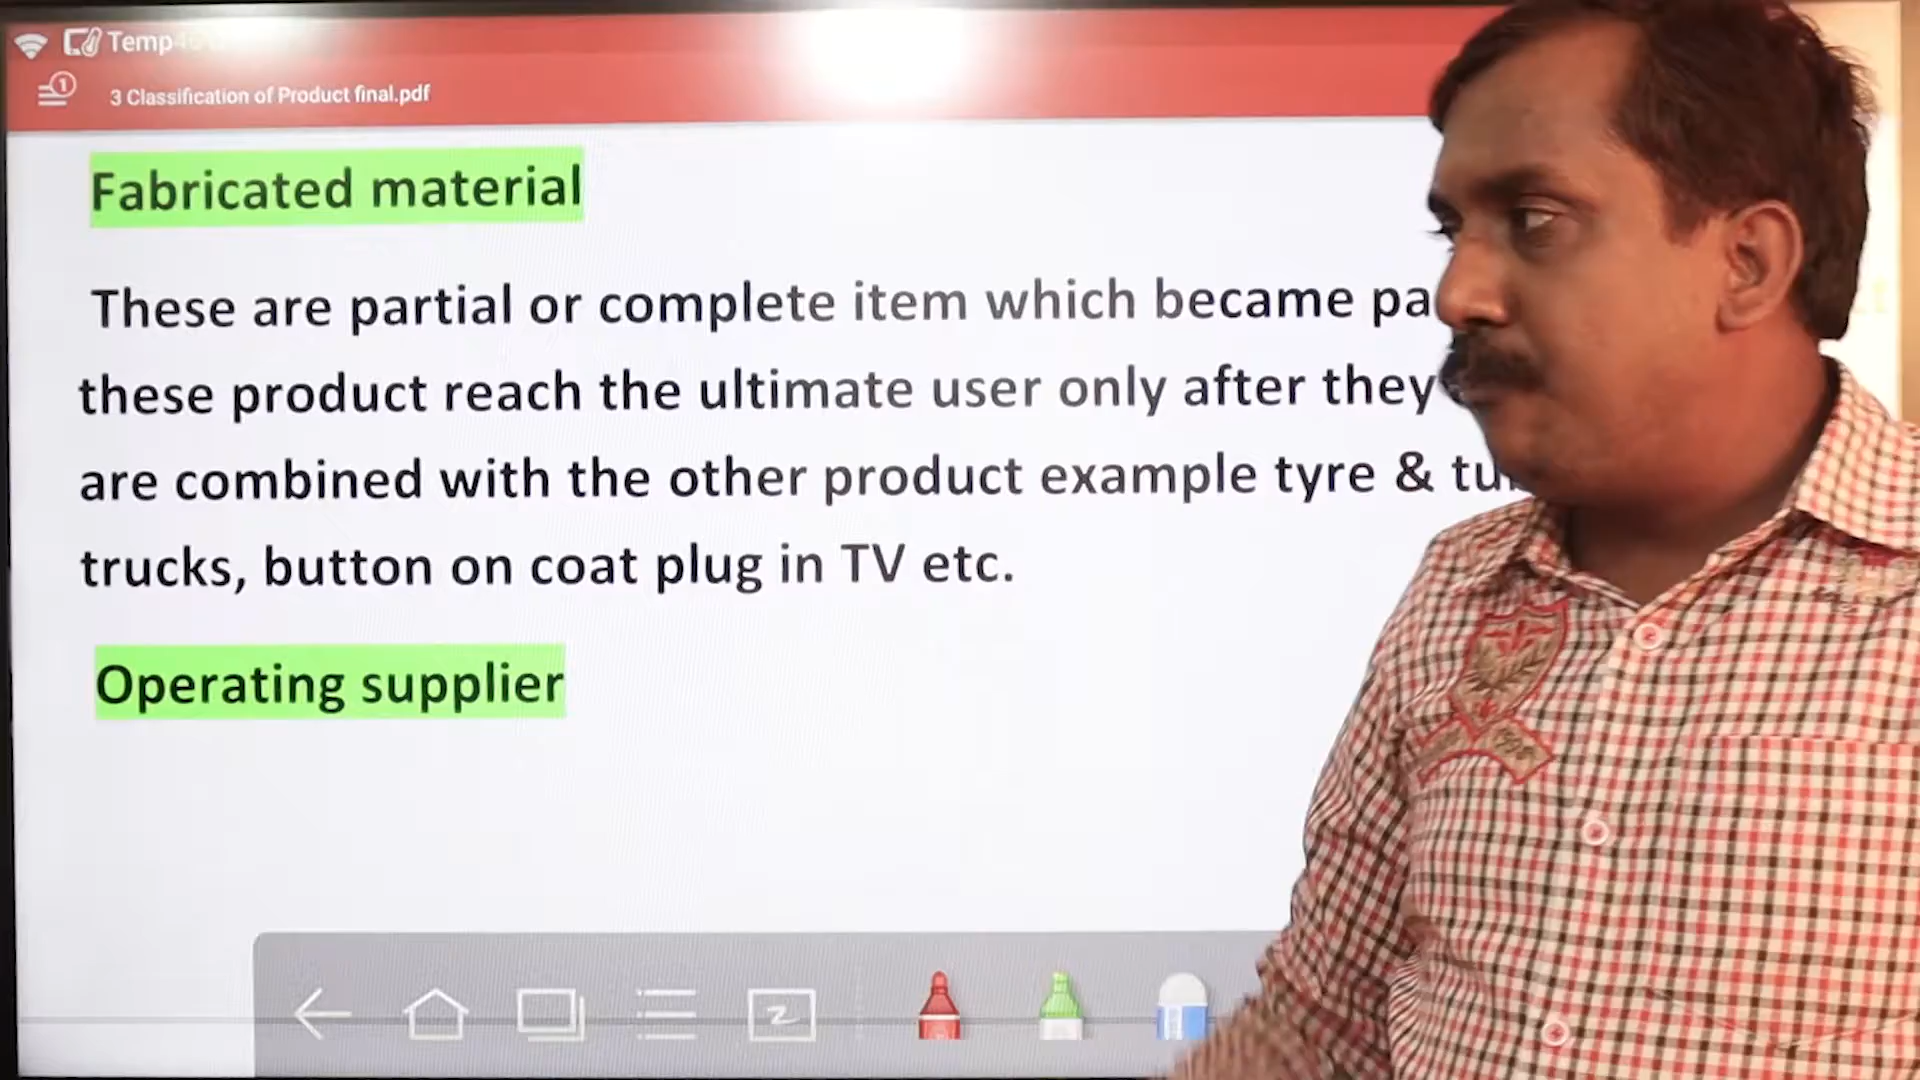 Temp
3 Classification of Product final.pdf
Fabricated material
These are partial or complete item which became
these product reach the ultimate user only after they
are combined with the other product example tyre &
trucks, button on coat plug in TV etc.
Operating supplier